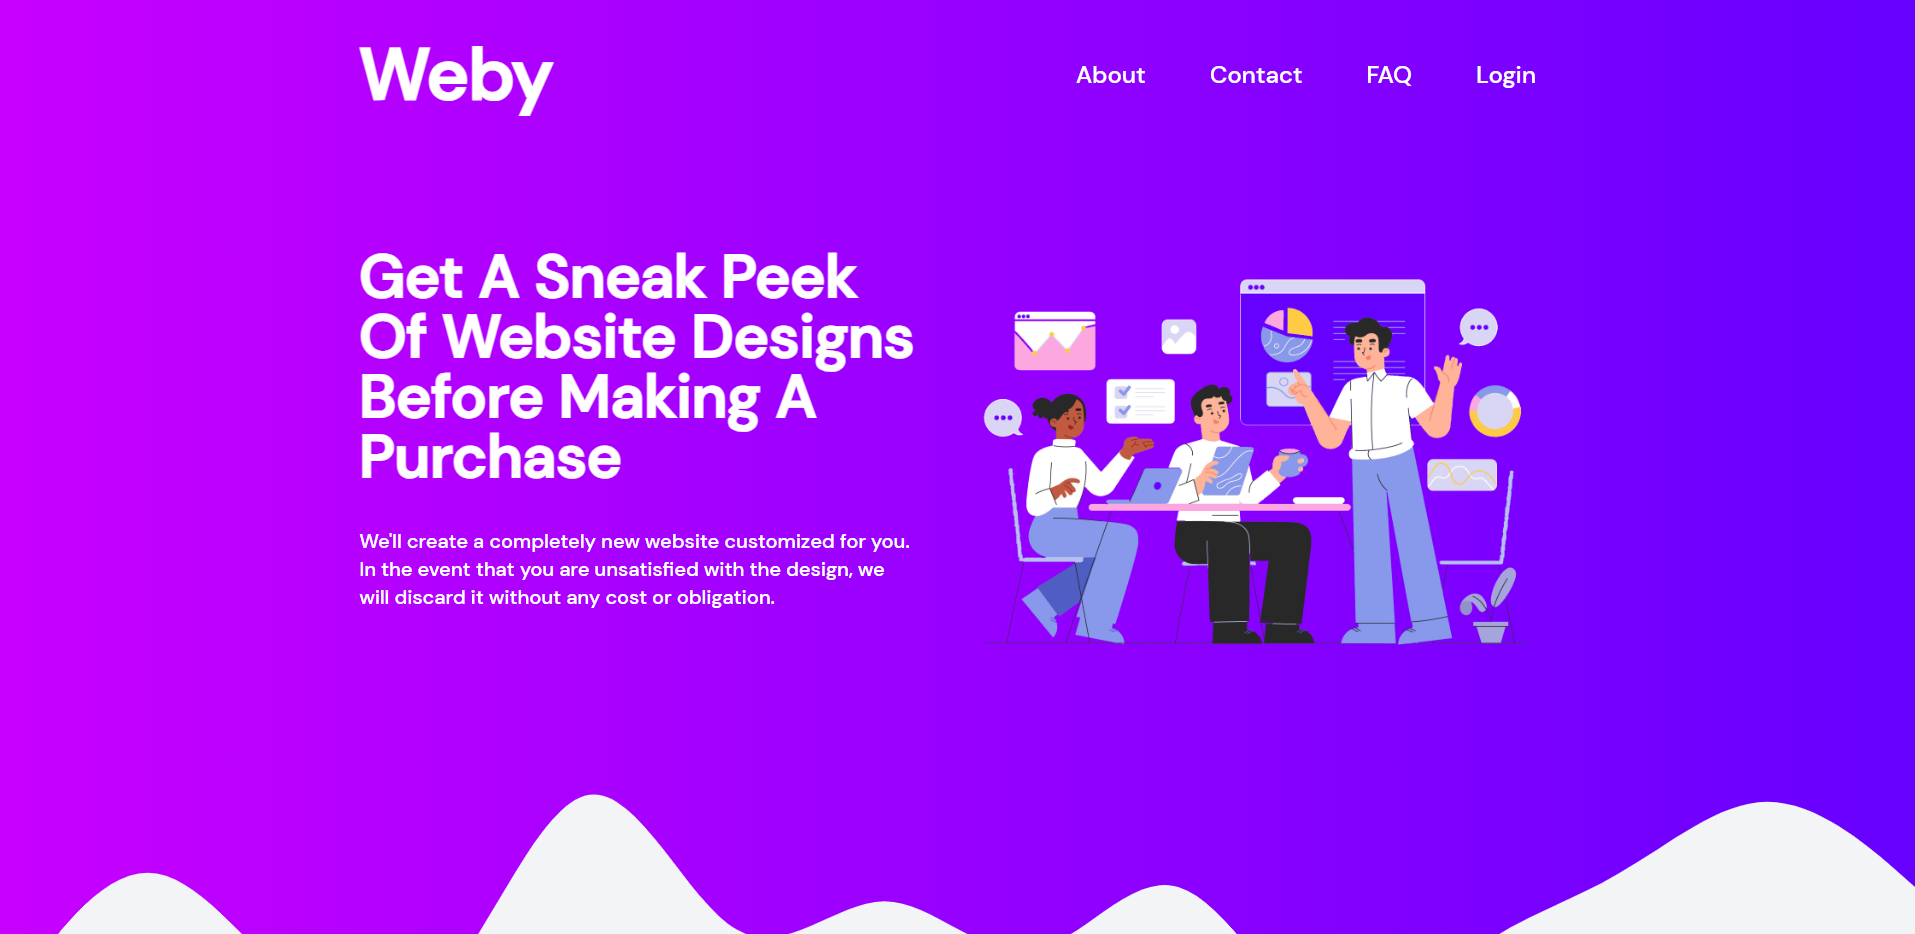 Weby
About Contact FAQ Login
Get A Sneak Peek
Of Website Designs
Before Making A
Purchase
We'll create a completely new website customized for you.
In the event that you are unsatisfied with the design, we
will discard it without any cost or obligation.